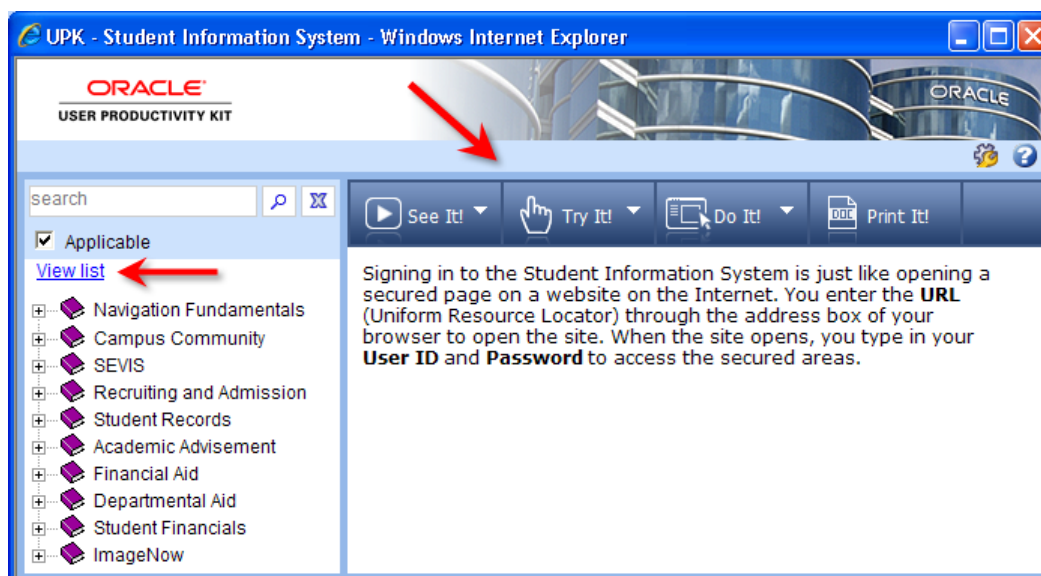 UPK - Student Information System - Windows Internet Explorer
ORACLE
USER PRODUCTIVITY KIT
ORACLE
search
Applicable
View list
Navigation Fundamentals
Campus Community
SEVIS
Recruiting and Admission
Student Records
Academic Advisement
Financial Aid
Departmental Aid
Student Financials
ImageNow
See It!
Try It!
Do It!
DOC
Print It!
Signing in to the Student Information System is just like opening a
secured page on a website on the Internet. You enter the URL
(Uniform Resource Locator) through the address box of your
browser to open the site. When the site opens, you type in your
User ID and Password to access the secured areas.